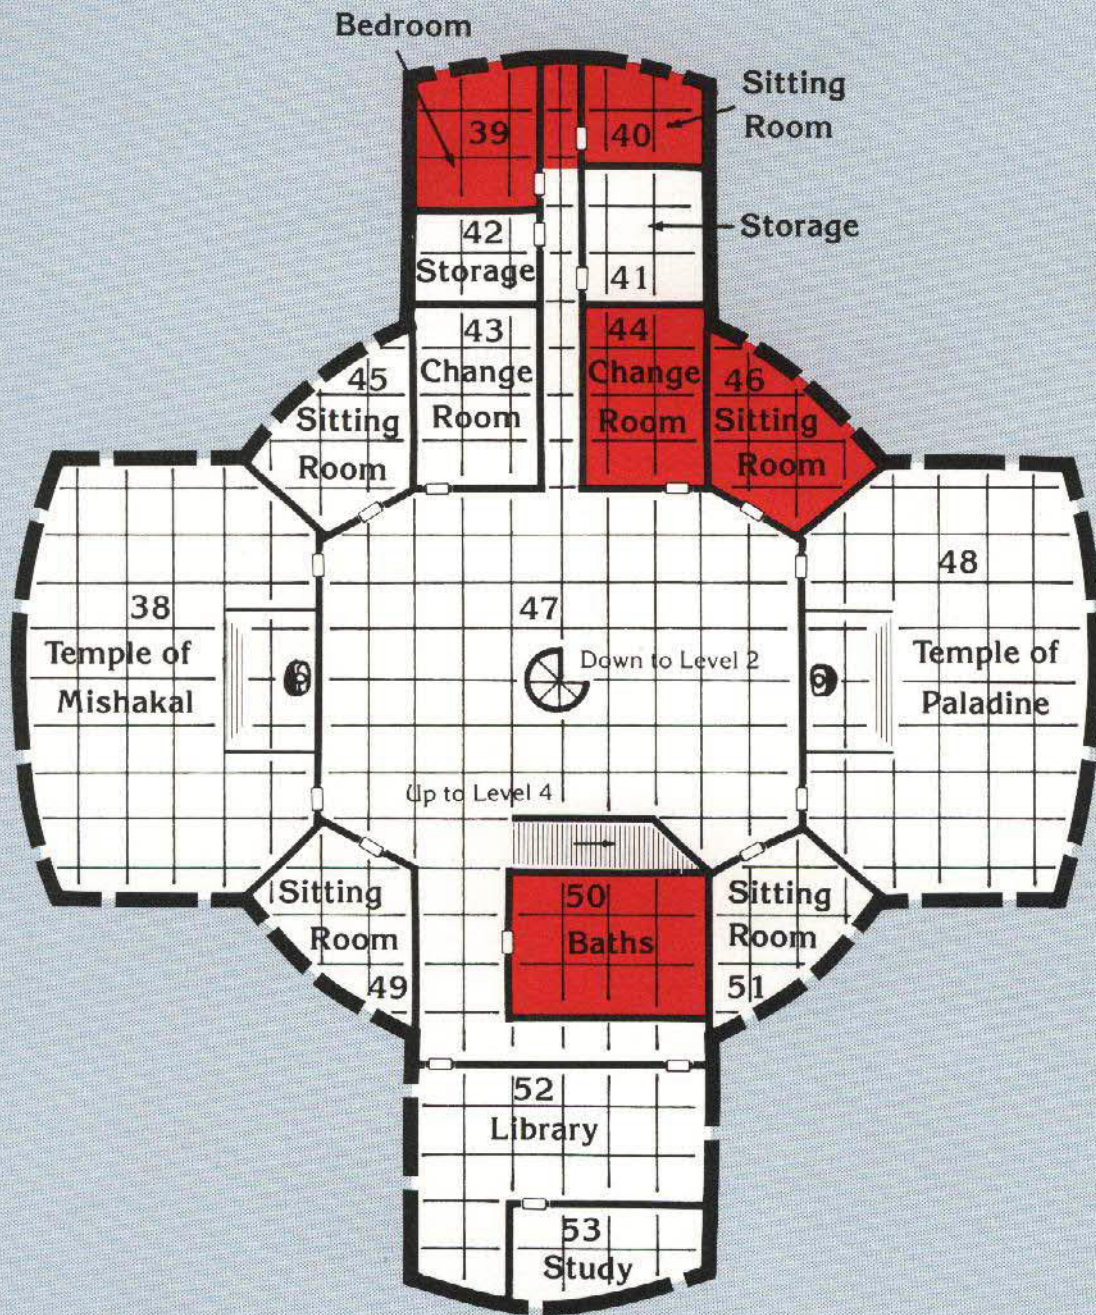 Bedroom
Sitting
Room
39
40
Storage
42
Storage
41
43
Change
Room
44
Change
Room
45
Sitting
Room
46
Sitting
Room
38
Temple of
Mishakal
47
Down to Level 2
48
Temple of
Paladine
Up to Level 4
Sitting
Room
49
50
Baths
Sitting
Room
51
52
Library
53
Study